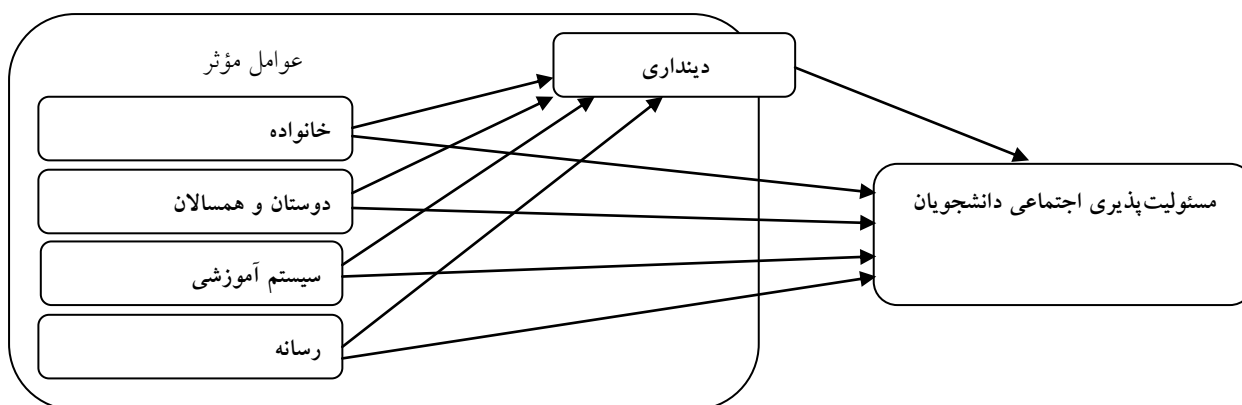 عوامل مؤثر
دینداری
خانواده
دوستان و همسالان
سیستم آموزشی
رسانه
مسئولیت‌پذیری اجتماعی دانشجویان